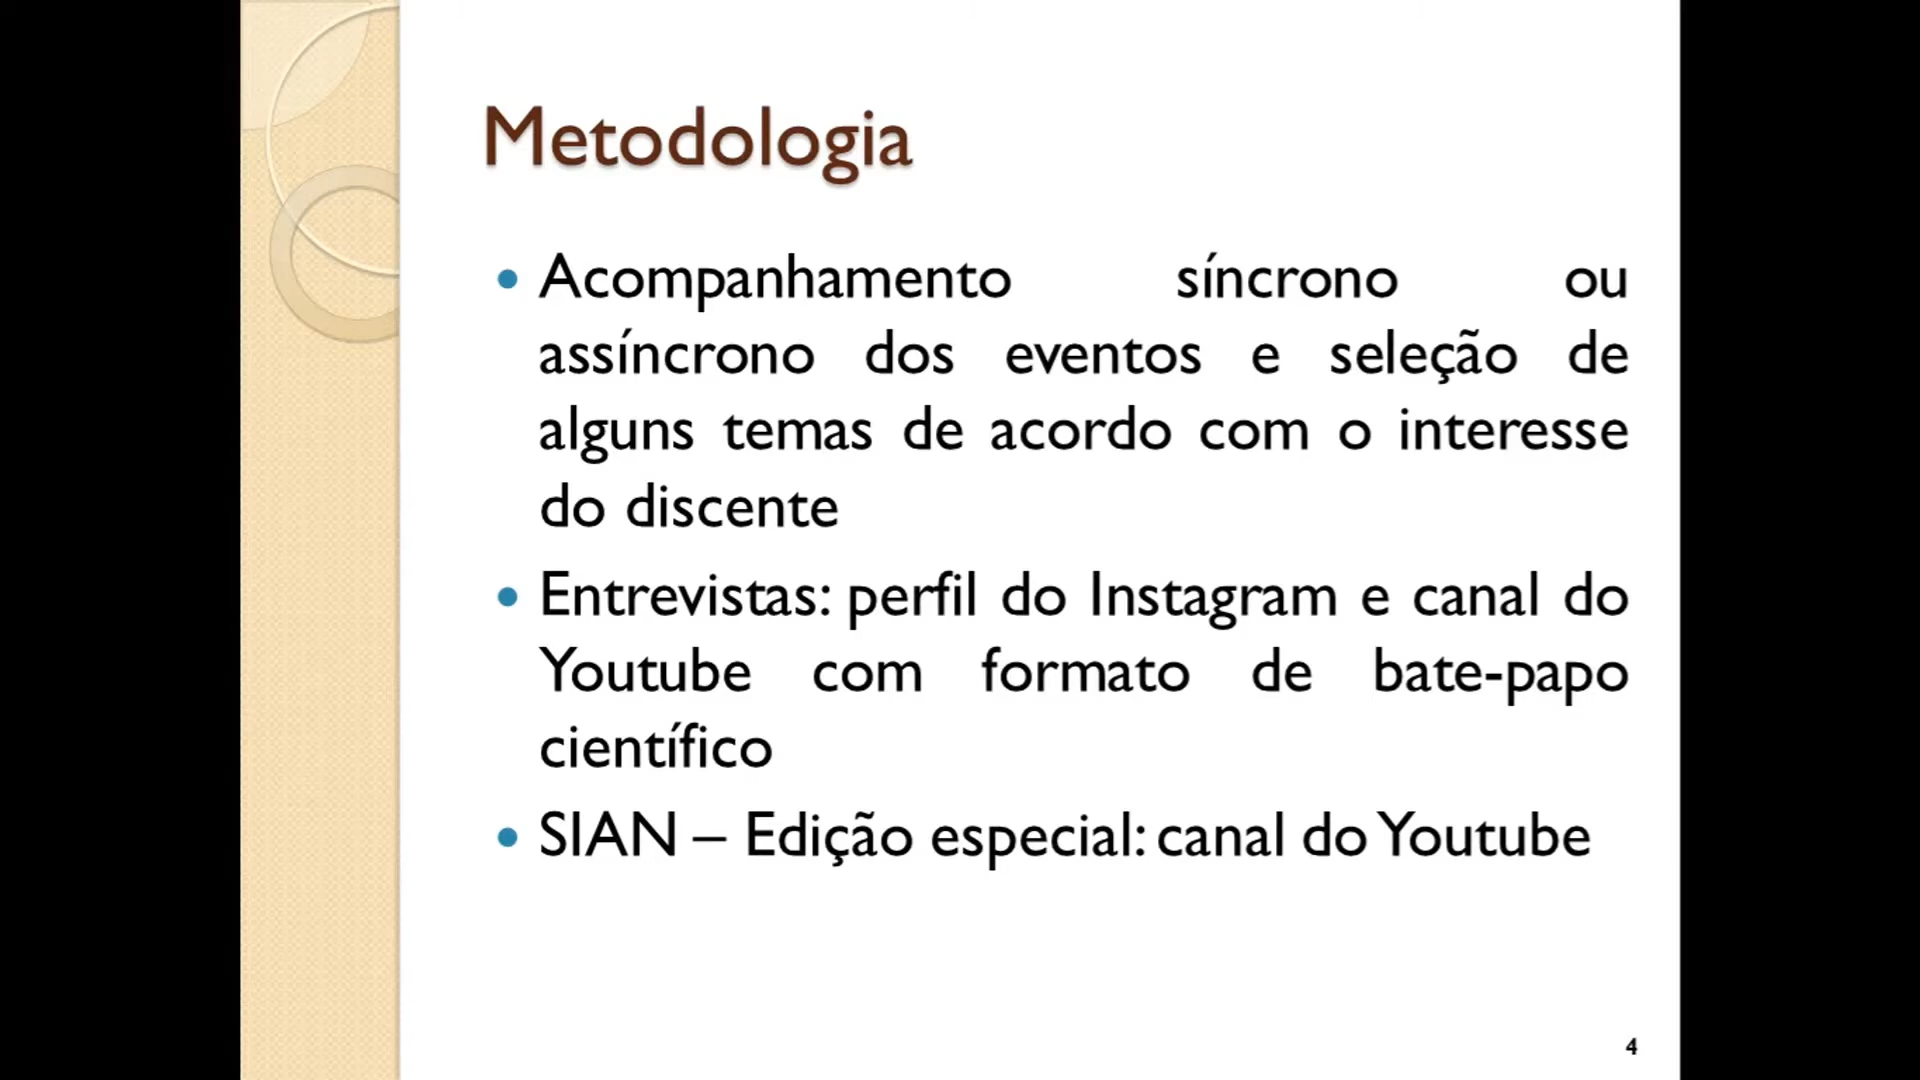 Metodologia
• Acompanhamento síncrono ou
assíncrono dos eventos e seleção de
alguns temas de acordo com o interesse
do discente
• Entrevistas: perfil do Instagram e canal do
Youtube com formato de bate-papo
científico
• SIAN – Edição especial: canal do Youtube
4